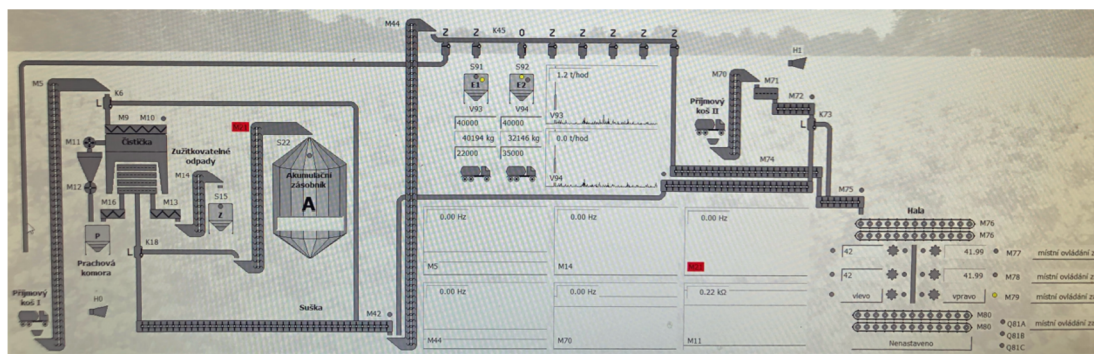 M44
Z Z K45 O Z Z Z Z
M5
K6
L
M9 M10
Čistička
M11
M12
M16
M13
P
Prachová
komora
Zužitkovatelné
odpady
M14
S15
Z
K18
L
S22
Akumulační
zásobník
A
Příjmový
koš I
H0
Suška
M42
S91
S92
E1
E2
V93
V94
40000
40000
40194 kg
32146 kg
22000
35000
1.2 t/hod
V93
0.0 t/hod
V94
0.00 Hz
M5
0.00 Hz
M14
0.00 Hz
0.00 Hz
M44
0.00 Hz
M70
0.22 kΩ
M11
H1
M70
M71
M72
Příjmový
koš II
L
K73
M74
M75
Hala
M76
M76
42
41.99
M77
místní ovládání
42
41.99
M78
místní ovládání
vlevo
vpravo
M79
místní ovládání
M80
M80
Nenastaveno
Q81A
místní ovládání
Q81B
Q81C